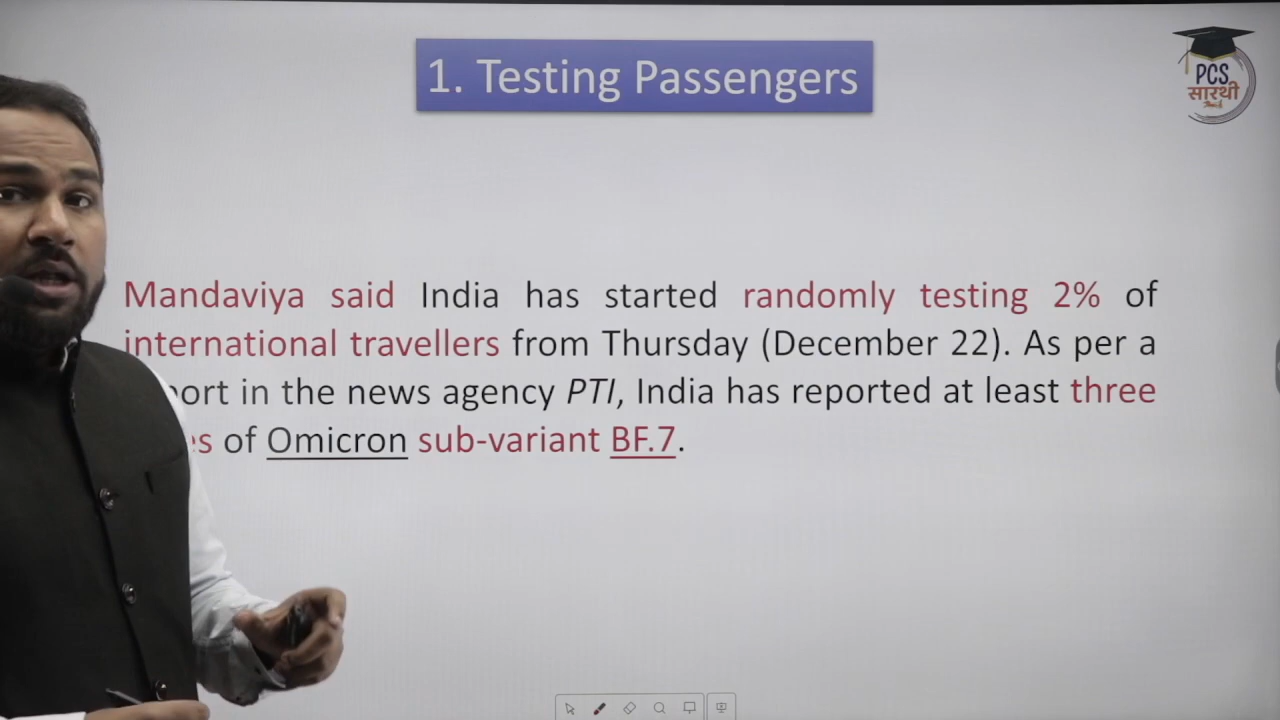 1. Testing Passengers
PCS
सारथी
Mandaviya said India has started randomly testing 2% of
international travellers from Thursday (December 22). As per a
in the news agency PTI, India has reported at least three
of Omicron sub-variant BF.7.